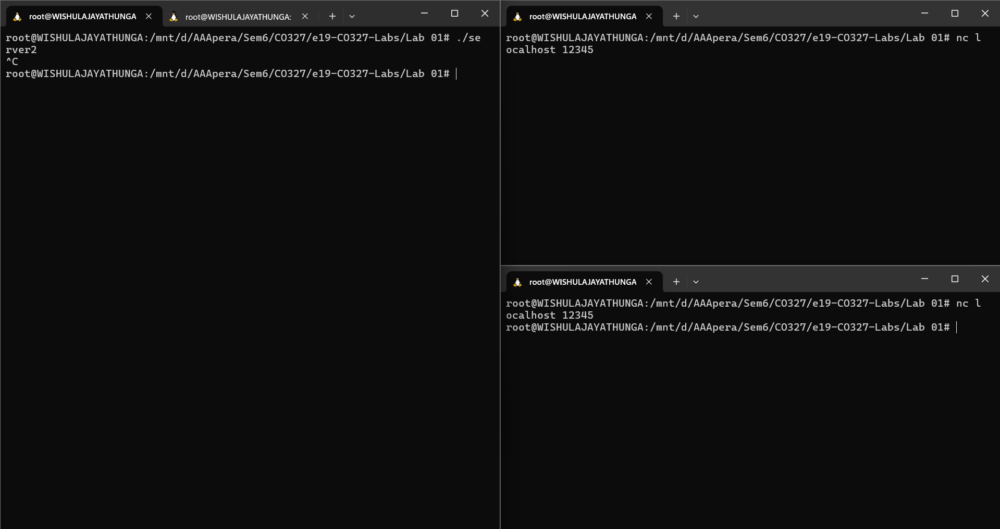 root@WISHULAJAYATHUNGA
root@WISHULAJAYATHUNGA:
root@WISHULAJAYATHUNGA:/mnt/d/AAApera/Sem6/CO327/e19-CO327-Labs/Lab 01# ./se
rver2
^C
root@WISHULAJAYATHUNGA:/mnt/d/AAApera/Sem6/CO327/e19-CO327-Labs/Lab 01#
root@WISHULAJAYATHUNGA
root@WISHULAJAYATHUNGA:/mnt/d/AAApera/Sem6/CO327/e19-CO327-Labs/Lab 01# nc l
ocalhost 12345
root@WISHULAJAYATHUNGA
root@WISHULAJAYATHUNGA:/mnt/d/AAApera/Sem6/CO327/e19-CO327-Labs/Lab 01# nc l
ocalhost 12345
root@WISHULAJAYATHUNGA:/mnt/d/AAApera/Sem6/CO327/e19-CO327-Labs/Lab 01#